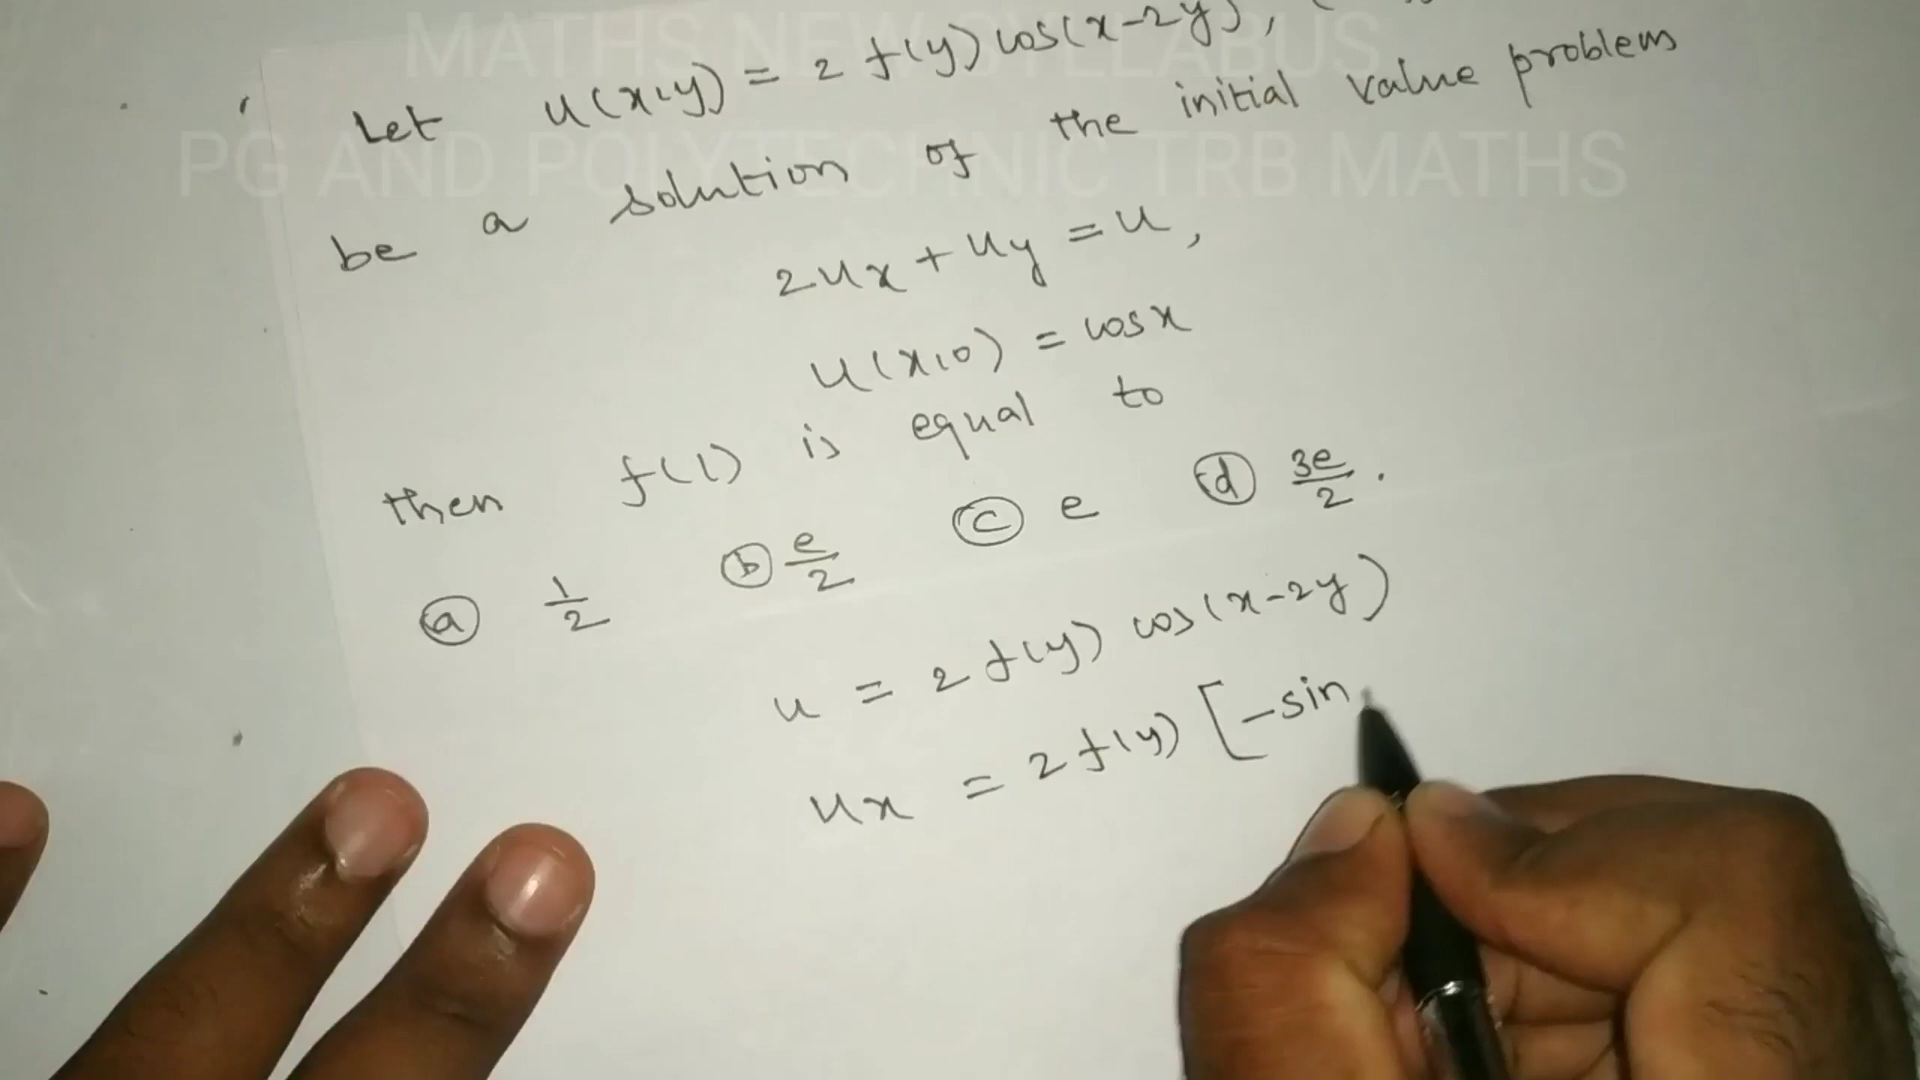 MATHS NEW SYLLABUS
PG AND POLYTECHNIC TRB MATHS
Let u(x,y) = 2 f(y) cos(x-2y),
be a solution of the initial value problem
2ux + uy = u,
u(x,0) = cos x
then f(1) is equal to
(a) 1/2 (b) e/2 (c) e (d) 3e/2 .
u = 2 f(y) cos(x-2y)
ux = 2 f(y) [-sin